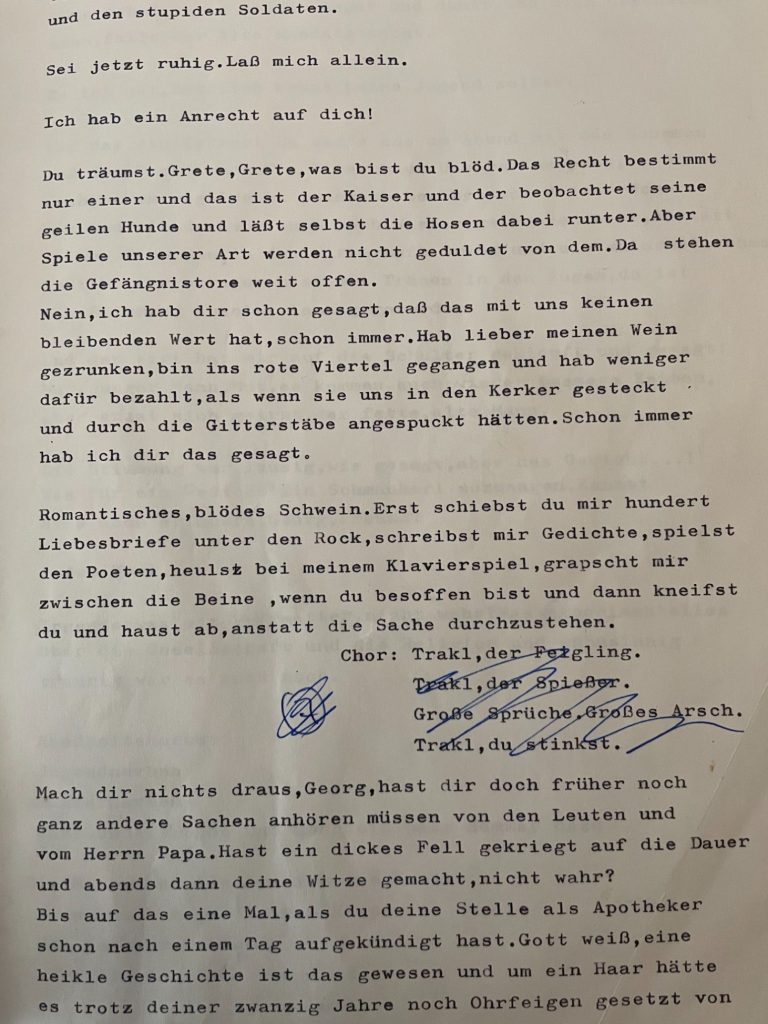 und den stupiden Soldaten.
Sei jetzt ruhig.Laß mich allein.
Ich hab ein Anrecht auf dich!
Du träumst.Grete,Grete,was bist du blöd.Das Recht bestimmt
nur einer und das ist der Kaiser und der beobachtet seine
geilen Hunde und läßt selbst die Hosen dabei runter.Aber
Spiele unserer Art werden nicht geduldet von dem.Da stehen
die Gefängnistore weit offen.
Nein,ich hab dir schon gesagt,daß das mit uns keinen
bleibenden Wert hat,schon immer.Hab lieber meinen Wein
gezrunken,bin ins rote Viertel gegangen und hab weniger
dafür bezahlt,als wenn sie uns in den Kerker gesteckt
und durch die Gitterstäbe angespuckt hätten.Schon immer
hab ich dir das gesagt.
Romantisches,blödes Schwein.Erst schiebst du mir hundert
Liebesbriefe unter den Rock,schreibst mir Gedichte,spielst
den Poeten,heulst bei meinem Klavierspiel,grapscht mir
zwischen die Beine ,wenn du besoffen bist und dann kneifst
du und haust ab,anstatt die Sache durchzustehen.
Chor: Trakl,der Feigling.
Trakl,der Spießer.
Große Sprüche.Großes Arsch.
Trakl,du stinkst.
Mach dir nichts draus,Georg,hast dir doch früher noch
ganz andere Sachen anhören müssen von den Leuten und
vom Herrn Papa.Hast ein dickes Fell gekriegt auf die Dauer
und abends dann deine Witze gemacht,nicht wahr?
Bis auf das eine Mal,als du deine Stelle als Apotheker
schon nach einem Tag aufgekündigt hast.Gott weiß,eine
heikle Geschichte ist das gewesen und um ein Haar hätte
es trotz deiner zwanzig Jahre noch Ohrfeigen gesetzt von